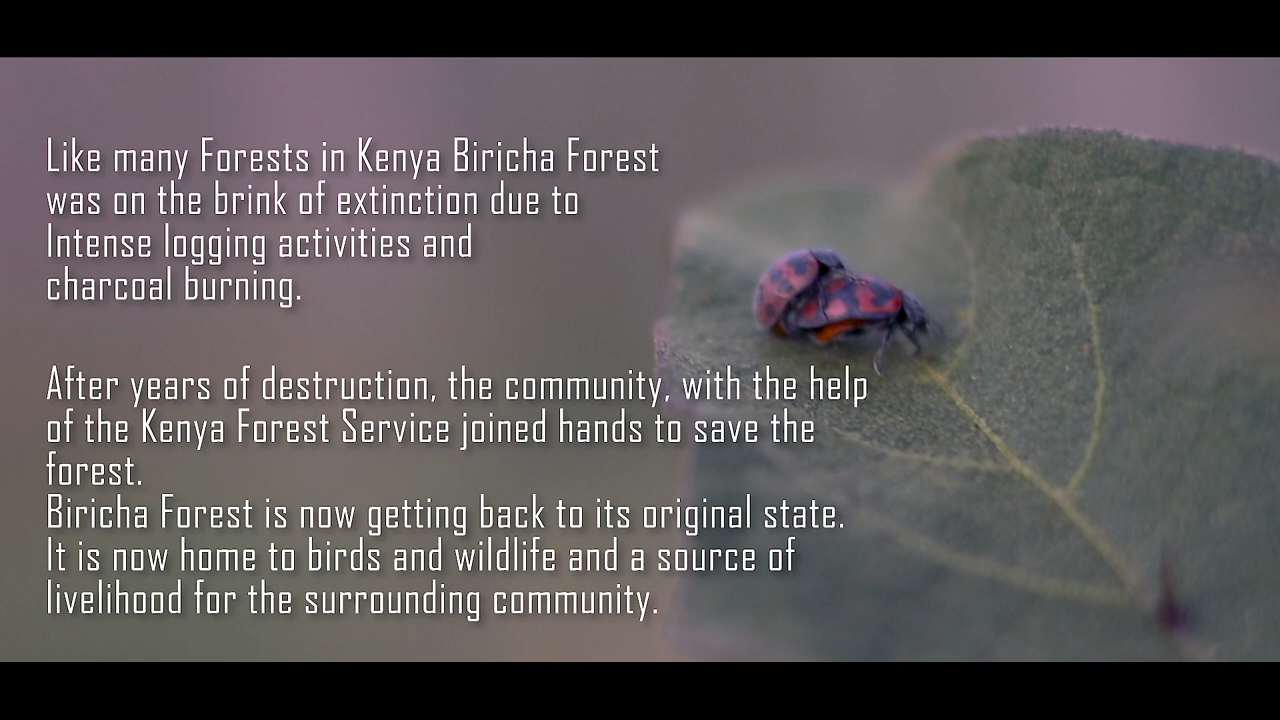 Like many Forests in Kenya Biricha Forest
was on the brink of extinction due to
Intense logging activities and
charcoal burning.
After years of destruction, the community, with the help
of the Kenya Forest Service joined hands to save the
forest.
Biricha Forest is now getting back to its original state.
It is now home to birds and wildlife and a source of
livelihood for the surrounding community.